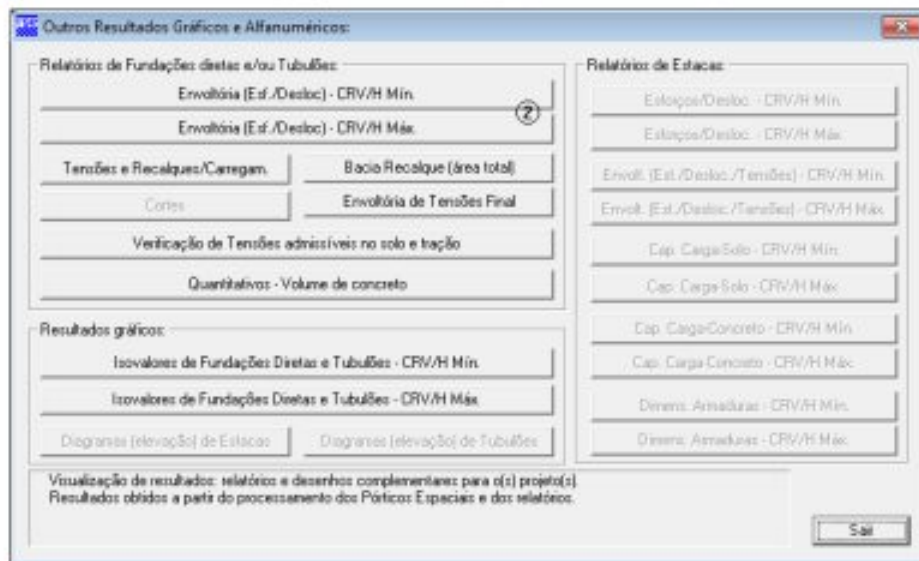 Outros Resultados Gráficos e Alfanuméricos:
Relatórios de Fundações diretas e/ou Tubulões:
Envoltória (Esf./Desloc) - CRV/H Mín.
2
Envoltória (Esf./Desloc) - CRV/H Máx.
Tensões e Recalques/Carregam.
Bacia Recalque (área total)
Cortes
Envoltória de Tensões Final
Verificação de Tensões admissíveis no solo e tração
Quantitativos - Volume de concreto
Resultados gráficos:
Isovalores de Fundações Diretas e Tubulões - CRV/H Mín.
Isovalores de Fundações Diretas e Tubulões - CRV/H Máx.
Diagramas (elevação) de Estacas
Diagramas (elevação) de Tubulões
Relatórios de Estacas
Esforços/Desloc. - CRV/H Mín.
Esforços/Desloc. - CRV/H Máx.
Envolt. (Esf./Desloc./Tensões) - CRV/H Mín.
Envolt. (Esf./Desloc./Tensões) - CRV/H Máx.
Cap. Carga-Solo - CRV/H Mín.
Cap. Carga-Solo - CRV/H Máx.
Cap. Carga-Concreto - CRV/H Mín.
Cap. Carga-Concreto - CRV/H Máx.
Dimens. Armaduras - CRV/H Mín.
Dimens. Armaduras - CRV/H Máx.
Visualização de resultados: relatórios e desenhos complementares para o(s) projeto(s).
Resultados obtidos a partir do processamento dos Pórticos Espaciais e dos relatórios.
Sair